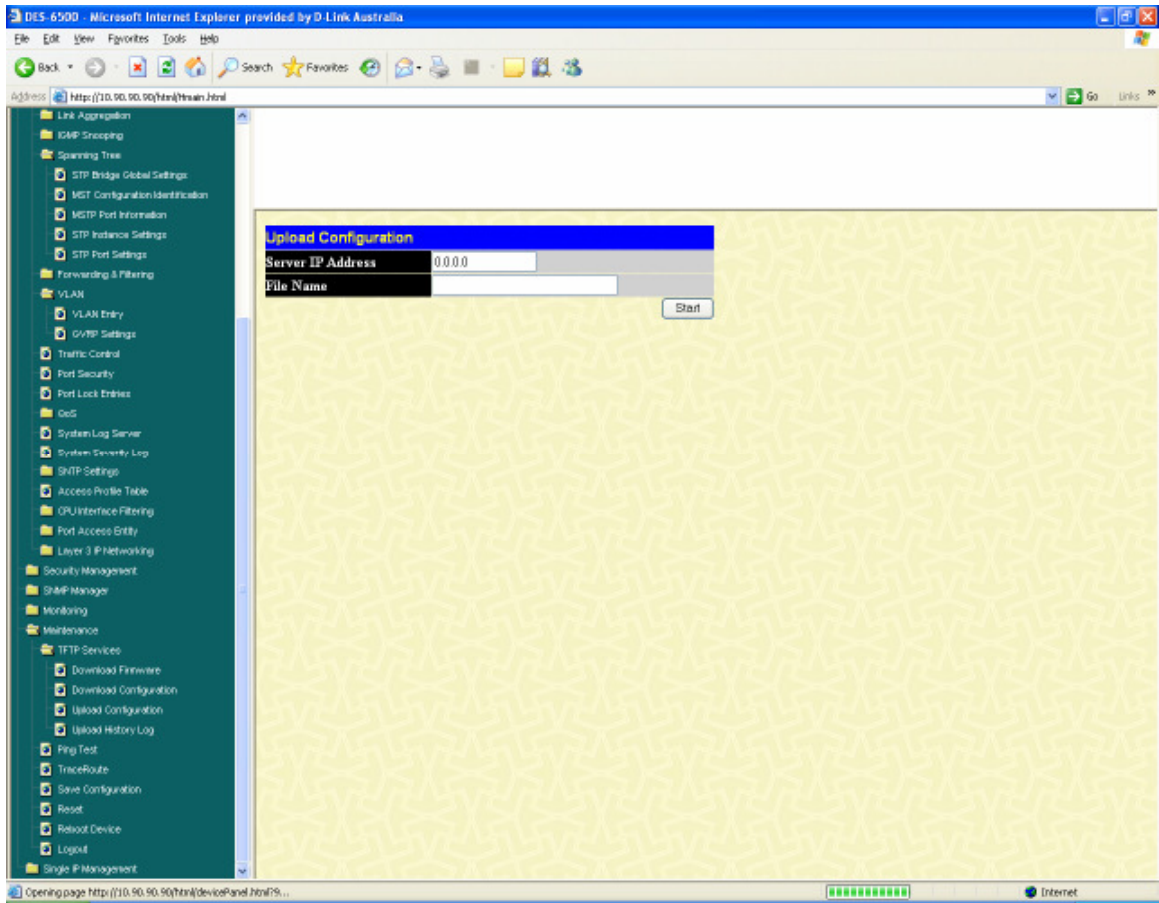 DES-6500 - Microsoft Internet Explorer provided by D-Link Australia
File Edit View Favorites Tools Help
Back Search Favorites
Address http://10.90.90.90/html/Hmain.html Go Links »
Link Aggregation
IGMP Snooping
Spanning Tree
STP Bridge Global Settings
MST Configuration Identification
MSTP Port Information
STP Instance Settings
STP Port Settings
Forwarding & Filtering
VLAN
VLAN Entry
GVRP Settings
Traffic Control
Port Security
Port Lock Entries
QoS
System Log Server
System Severity Log
SNTP Settings
Access Profile Table
CPU Interface Filtering
Port Access Entity
Layer 3 IP Networking
Security Management
SNMP Manager
Monitoring
Maintenance
TFTP Services
Download Firmware
Download Configuration
Upload Configuration
Upload History Log
Ping Test
TraceRoute
Save Configuration
Reset
Reboot Device
Logout
Single IP Management
Upload Configuration
Server IP Address 0.0.0.0
File Name
Start
Opening page http://10.90.90.90/html/devicePanel.html?9...
Internet